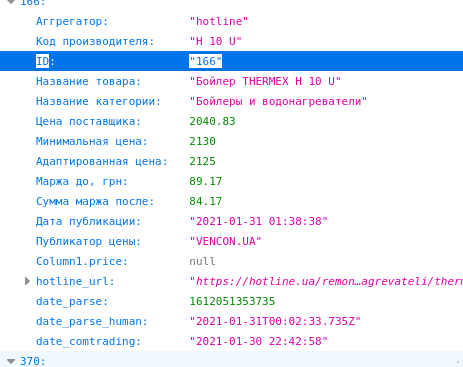 166:
Аггрегатор: "hotline"
Код производителя: "H 10 U"
ID: "166"
Название товара: "Бойлер THERMEX H 10 U"
Название категории: "Бойлеры и водонагреватели"
Цена поставщика: 2040.83
Минимальная цена: 2130
Адаптированная цена: 2125
Маржа до, грн: 89.17
Сумма маржа после: 84.17
Дата публикации: "2021-01-31 01:38:38"
Публикатор цены: "VENCON.UA"
Column1.price: null
hotline_url: "https://hotline.ua/remon…agrevateli/therm
date_parse: 1612051353735
date_parse_human: "2021-01-31T00:02:33.735Z"
date_comtrading: "2021-01-30 22:42:58"
370: